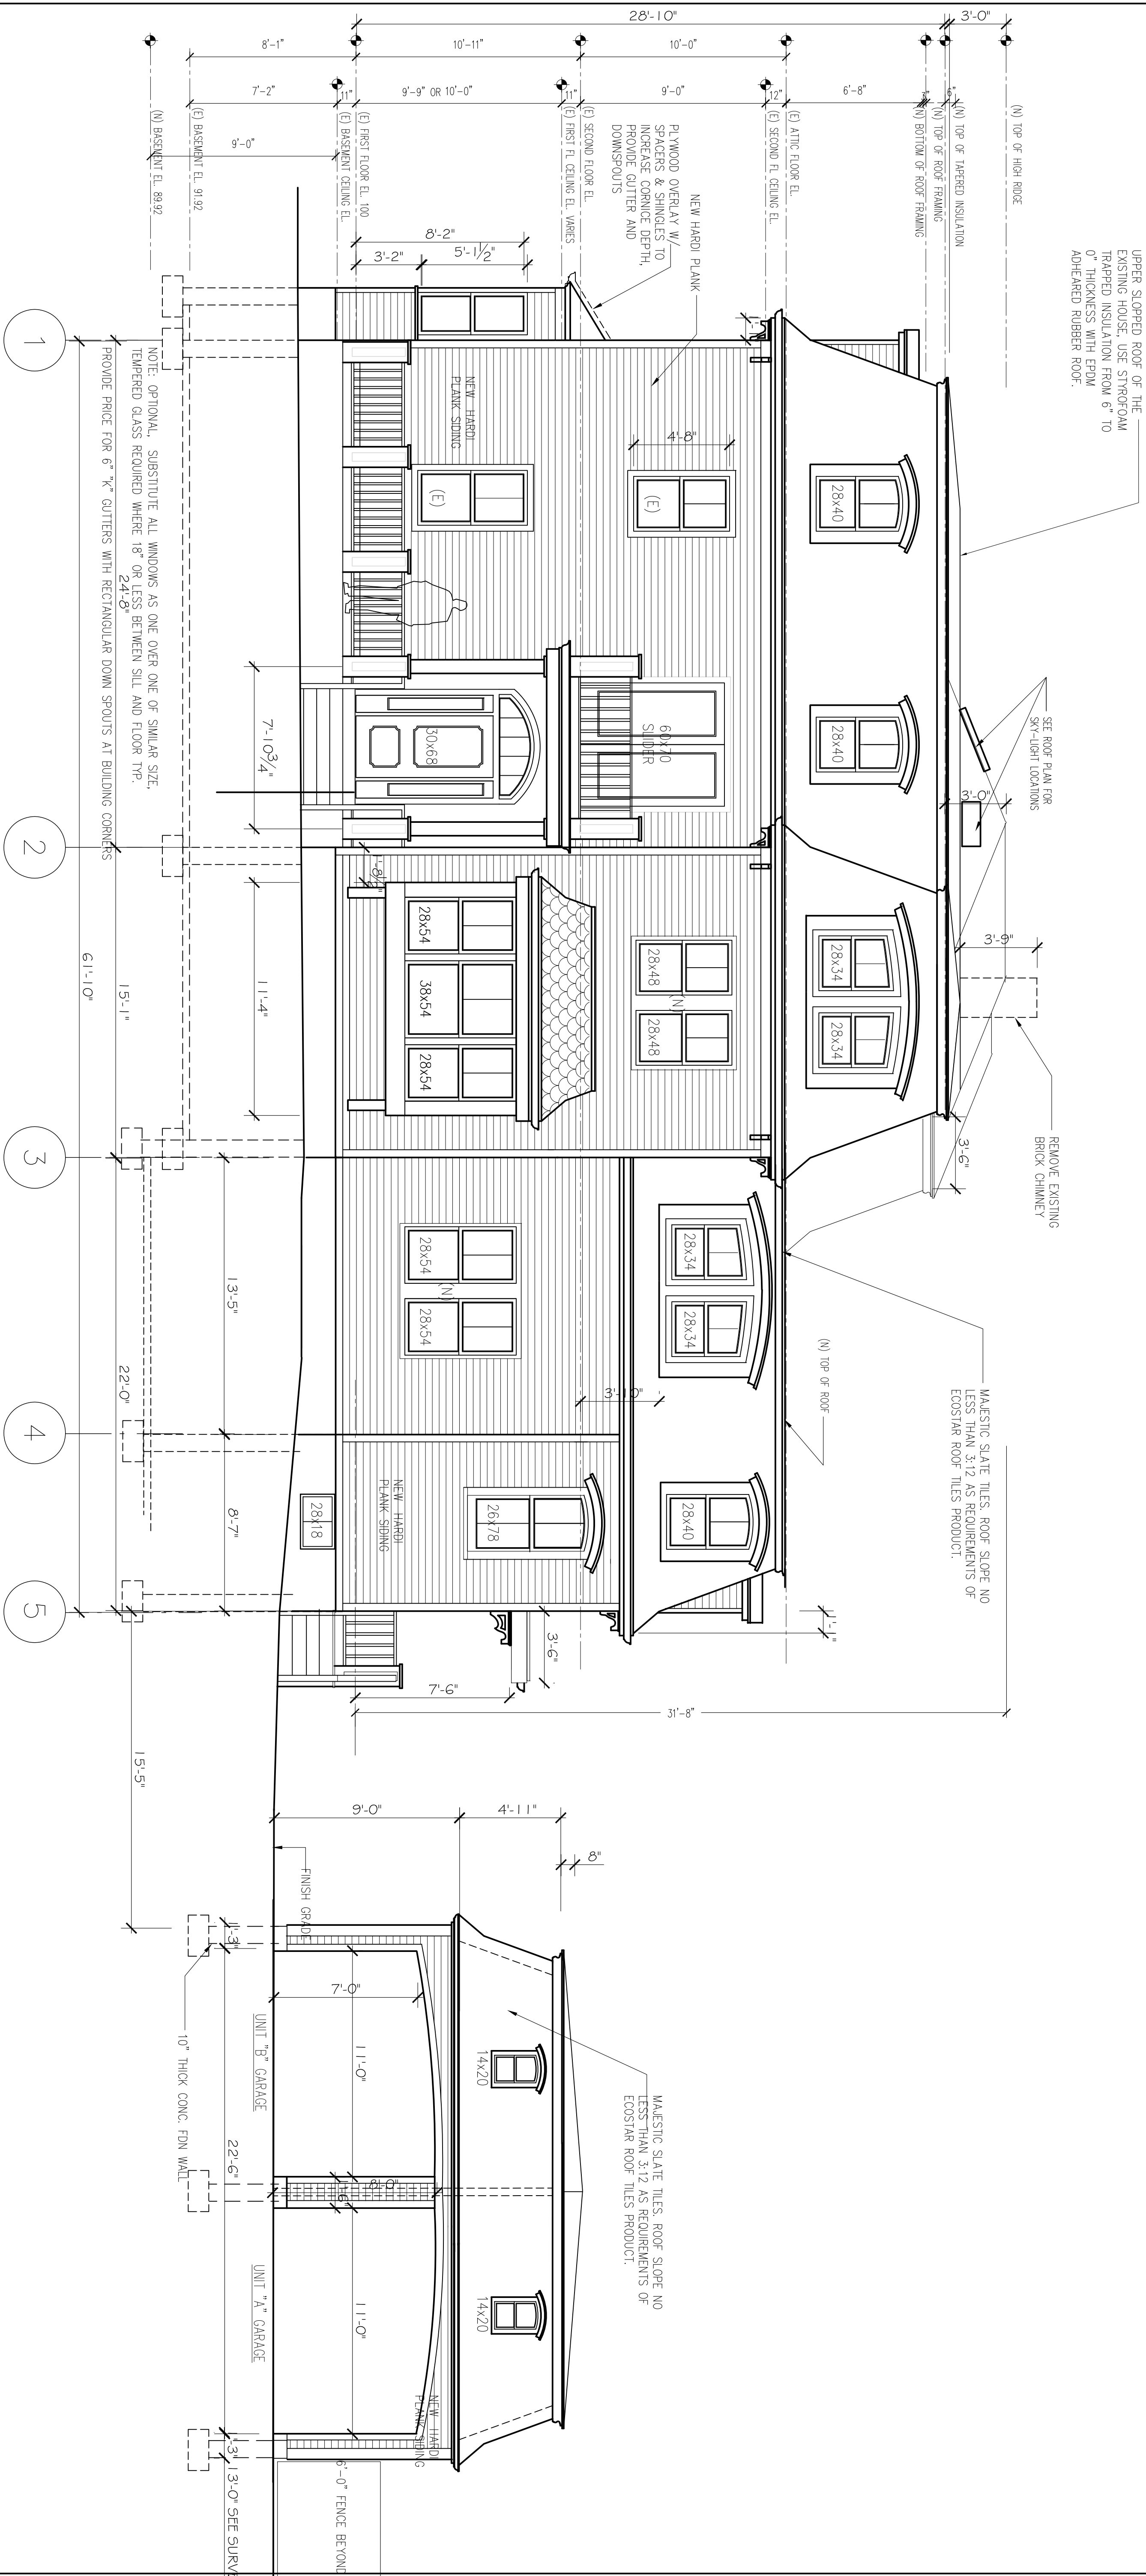 28'-10"
3'-0"
8'-1"
10'-11"
10'-0"
7'-2"
11"
9'-9" OR 10'-0"
11"
9'-0"
12"
6'-8"
6"
9'-0"
(N) TOP OF HIGH RIDGE
(N) TOP OF TAPERED INSULATION
(N) TOP OF ROOF FRAMING
(N) BOTTOM OF ROOF FRAMING
(E) ATTIC FLOOR EL.
(E) SECOND FL CEILING EL.
(E) SECOND FLOOR EL.
(E) FIRST FL CEILING EL. VARIES
(E) FIRST FLOOR EL. 100
(E) BASEMENT CEILING EL.
(E) BASEMENT EL. 91.92
(N) BASEMENT EL. 89.92
UPPER SLOPPED ROOF OF THE
EXISTING HOUSE, USE STYROFOAM
TRAPPED INSULATION FROM 6" TO
0" THICKNESS WITH EPDM
ADHEARED RUBBER ROOF.
NEW HARDI PLANK
PLYWOOD OVERLAY W/
SPACERS & SHINGLES TO
INCREASE CORNICE DEPTH,
PROVIDE GUTTER AND
DOWNSPOUTS
8'-2"
3'-2"
5'-1 1/2"
1'-1"
4'-8"
NEW HARDI
PLANK SIDING
(E)
(E)
28x40
28x40
SEE ROOF PLAN FOR
SKY-LIGHT LOCATIONS
3'-0"
3'-9"
REMOVE EXISTING
BRICK CHIMNEY
3'-6"
28x34
28x34
60x70
SLIDER
30x68
7'-10 3/4"
28x48
(N)
28x48
28x54
38x54
28x54
11'-4"
28x34
28x34
(N) TOP OF ROOF
MAJESTIC SLATE TILES. ROOF SLOPE NO
LESS THAN 3:12 AS REQUIREMENTS OF
ECOSTAR ROOF TILES PRODUCT.
28x54
(N)
28x54
3'-10"
28x40
26x78
NEW HARDI
PLANK SIDING
28x18
1'-1"
3'-6"
7'-6"
31'-8"
NOTE: OPTIONAL, SUBSTITUTE ALL WINDOWS AS ONE OVER ONE OF SIMILAR SIZE,
TEMPERED GLASS REQUIRED WHERE 18" OR LESS BETWEEN SILL AND FLOOR TYP.
PROVIDE PRICE FOR 6" "K" GUTTERS WITH RECTANGULAR DOWN SPOUTS AT BUILDING CORNERS
24'-8"
15'-1"
22'-0"
13'-5"
8'-7"
61'-10"
15'-5"
1
2
3
4
5
9'-0"
4'-11"
8"
FINISH GRADE
1'-3"
7'-0"
11'-0"
UNIT "B" GARAGE
10" THICK CONC. FDN WALL
22'-6"
8'-0"
1'-6"
14x20
14x20
MAJESTIC SLATE TILES. ROOF SLOPE NO
LESS THAN 3:12 AS REQUIREMENTS OF
ECOSTAR ROOF TILES PRODUCT.
11'-0"
UNIT "A" GARAGE
NEW HARDI
PLANK SIDING
1'-3"
13'-0" SEE SURVE
6'-0" FENCE BEYOND